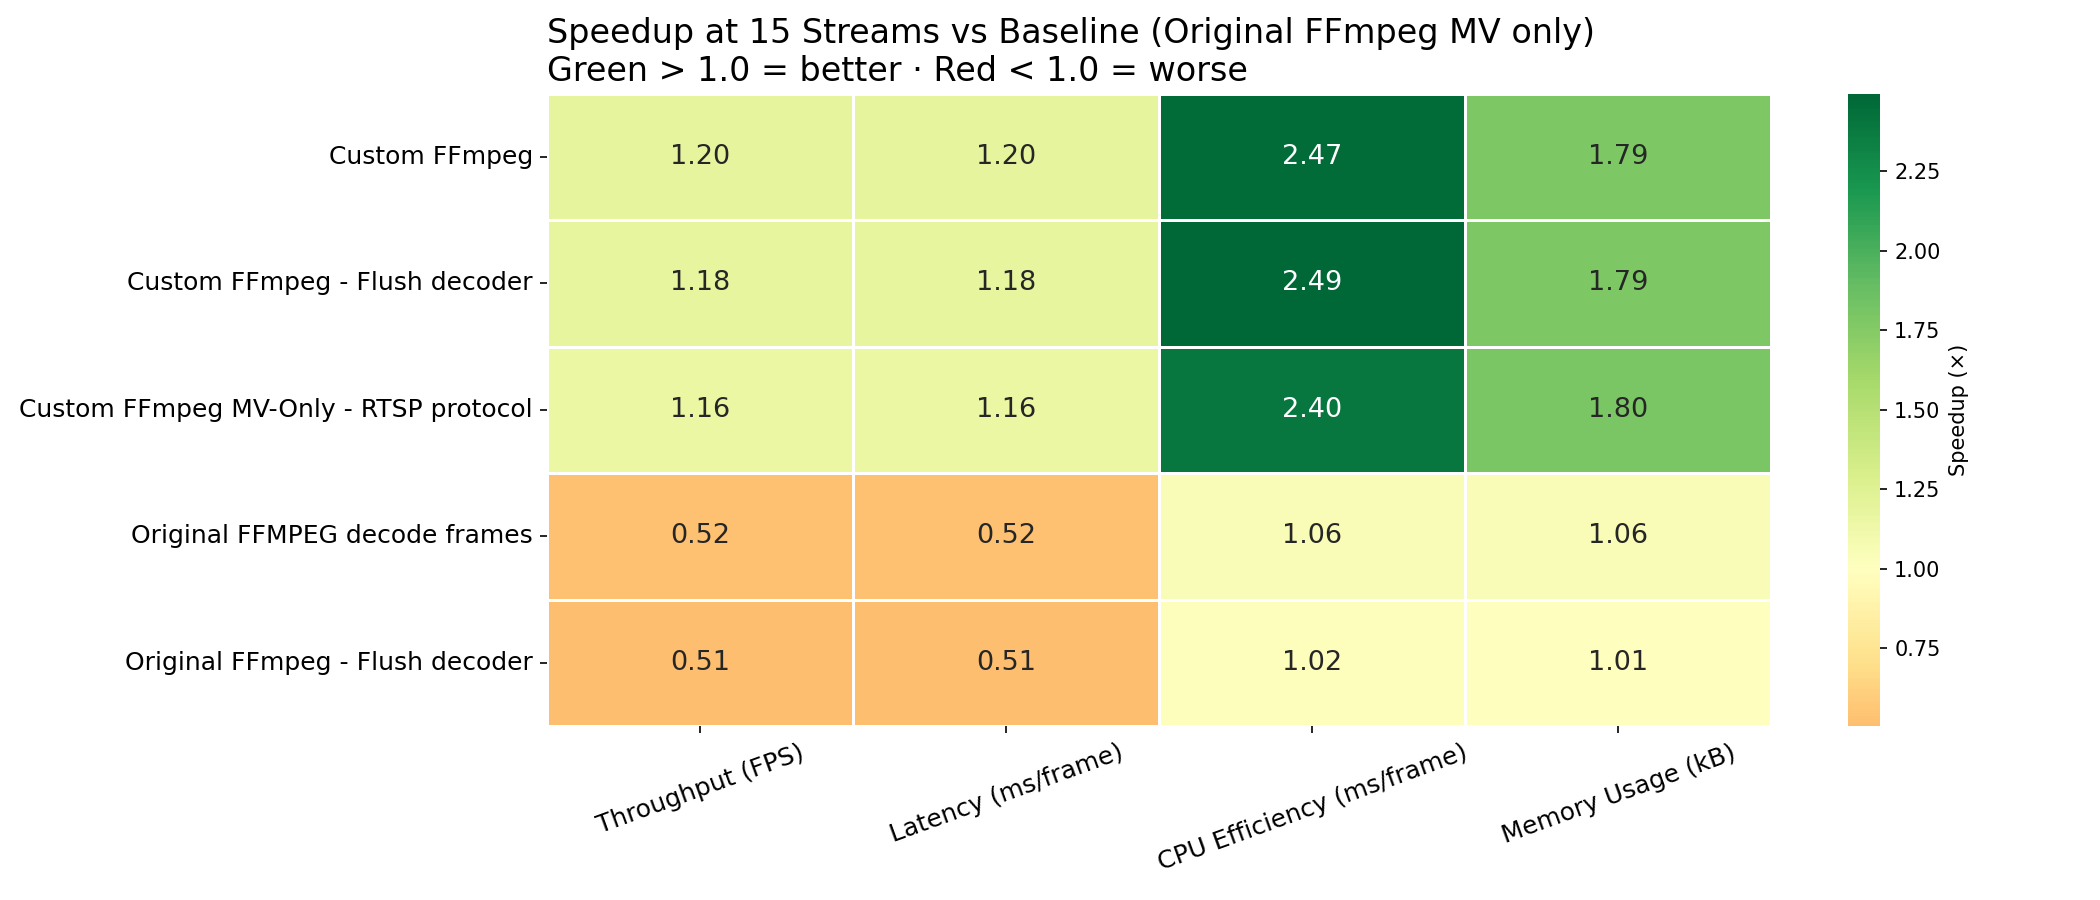 Speedup at 15 Streams vs Baseline (Original FFmpeg MV only)
Green > 1.0 = better · Red < 1.0 = worse
Custom FFmpeg 1.20 1.20 2.47 1.79
Custom FFmpeg - Flush decoder 1.18 1.18 2.49 1.79
Custom FFmpeg MV-Only - RTSP protocol 1.16 1.16 2.40 1.80
Original FFMPEG decode frames 0.52 0.52 1.06 1.06
Original FFmpeg - Flush decoder 0.51 0.51 1.02 1.01
Throughput (FPS)
Latency (ms/frame)
CPU Efficiency (ms/frame)
Memory Usage (kB)
2.25
2.00
1.75
1.50
1.25
1.00
0.75
Speedup (×)